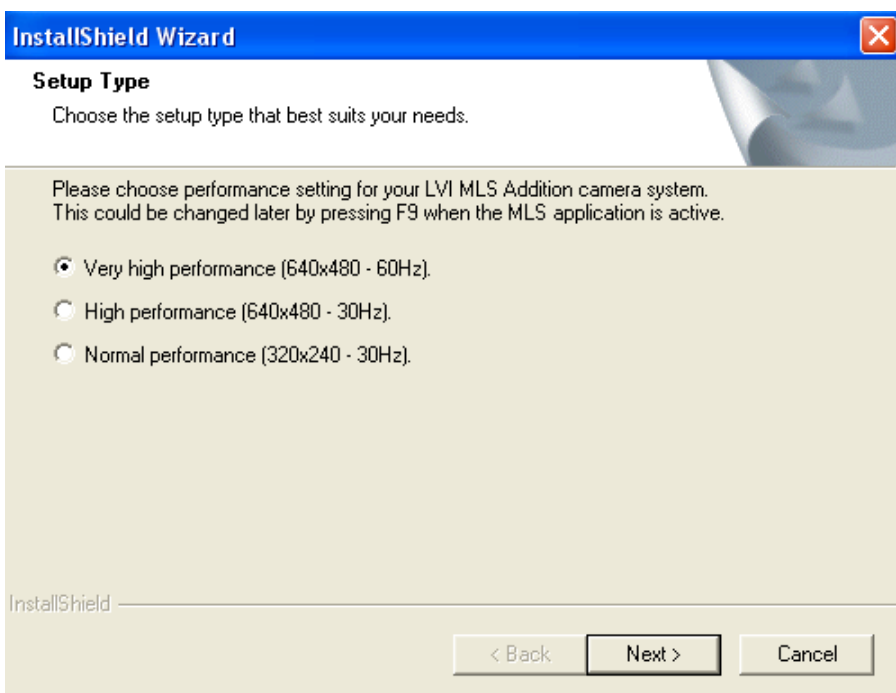 InstallShield Wizard
Setup Type
Choose the setup type that best suits your needs.
Please choose performance setting for your LVI MLS Addition camera system.
This could be changed later by pressing F9 when the MLS application is active.
Very high performance (640x480 - 60Hz).
High performance (640x480 - 30Hz).
Normal performance (320x240 - 30Hz).
InstallShield
< Back
Next >
Cancel